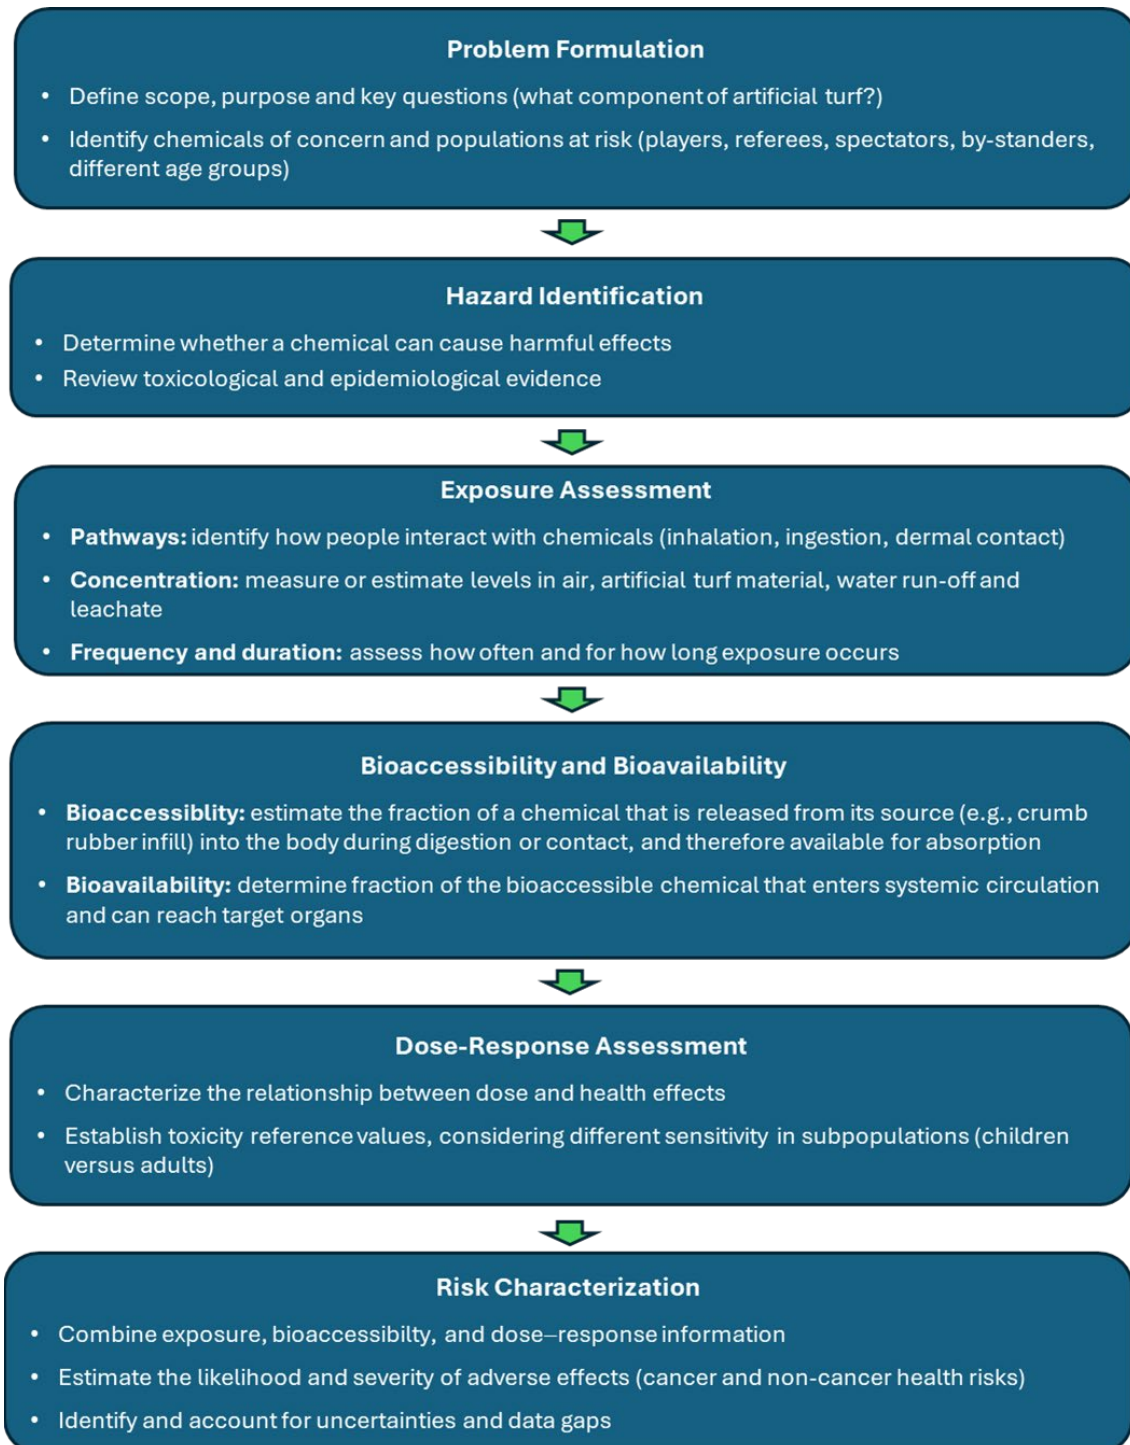 Problem Formulation
• Define scope, purpose and key questions (what component of artificial turf?)
• Identify chemicals of concern and populations at risk (players, referees, spectators, by-standers,
different age groups)
Hazard Identification
• Determine whether a chemical can cause harmful effects
• Review toxicological and epidemiological evidence
Exposure Assessment
• Pathways: identify how people interact with chemicals (inhalation, ingestion, dermal contact)
• Concentration: measure or estimate levels in air, artificial turf material, water run-off and
leachate
• Frequency and duration: assess how often and for how long exposure occurs
Bioaccessibility and Bioavailability
• Bioaccessiblity: estimate the fraction of a chemical that is released from its source (e.g., crumb
rubber infill) into the body during digestion or contact, and therefore available for absorption
• Bioavailability: determine fraction of the bioaccessible chemical that enters systemic circulation
and can reach target organs
Dose-Response Assessment
• Characterize the relationship between dose and health effects
• Establish toxicity reference values, considering different sensitivity in subpopulations (children
versus adults)
Risk Characterization
• Combine exposure, bioaccessibilty, and dose–response information
• Estimate the likelihood and severity of adverse effects (cancer and non-cancer health risks)
• Identify and account for uncertainties and data gaps